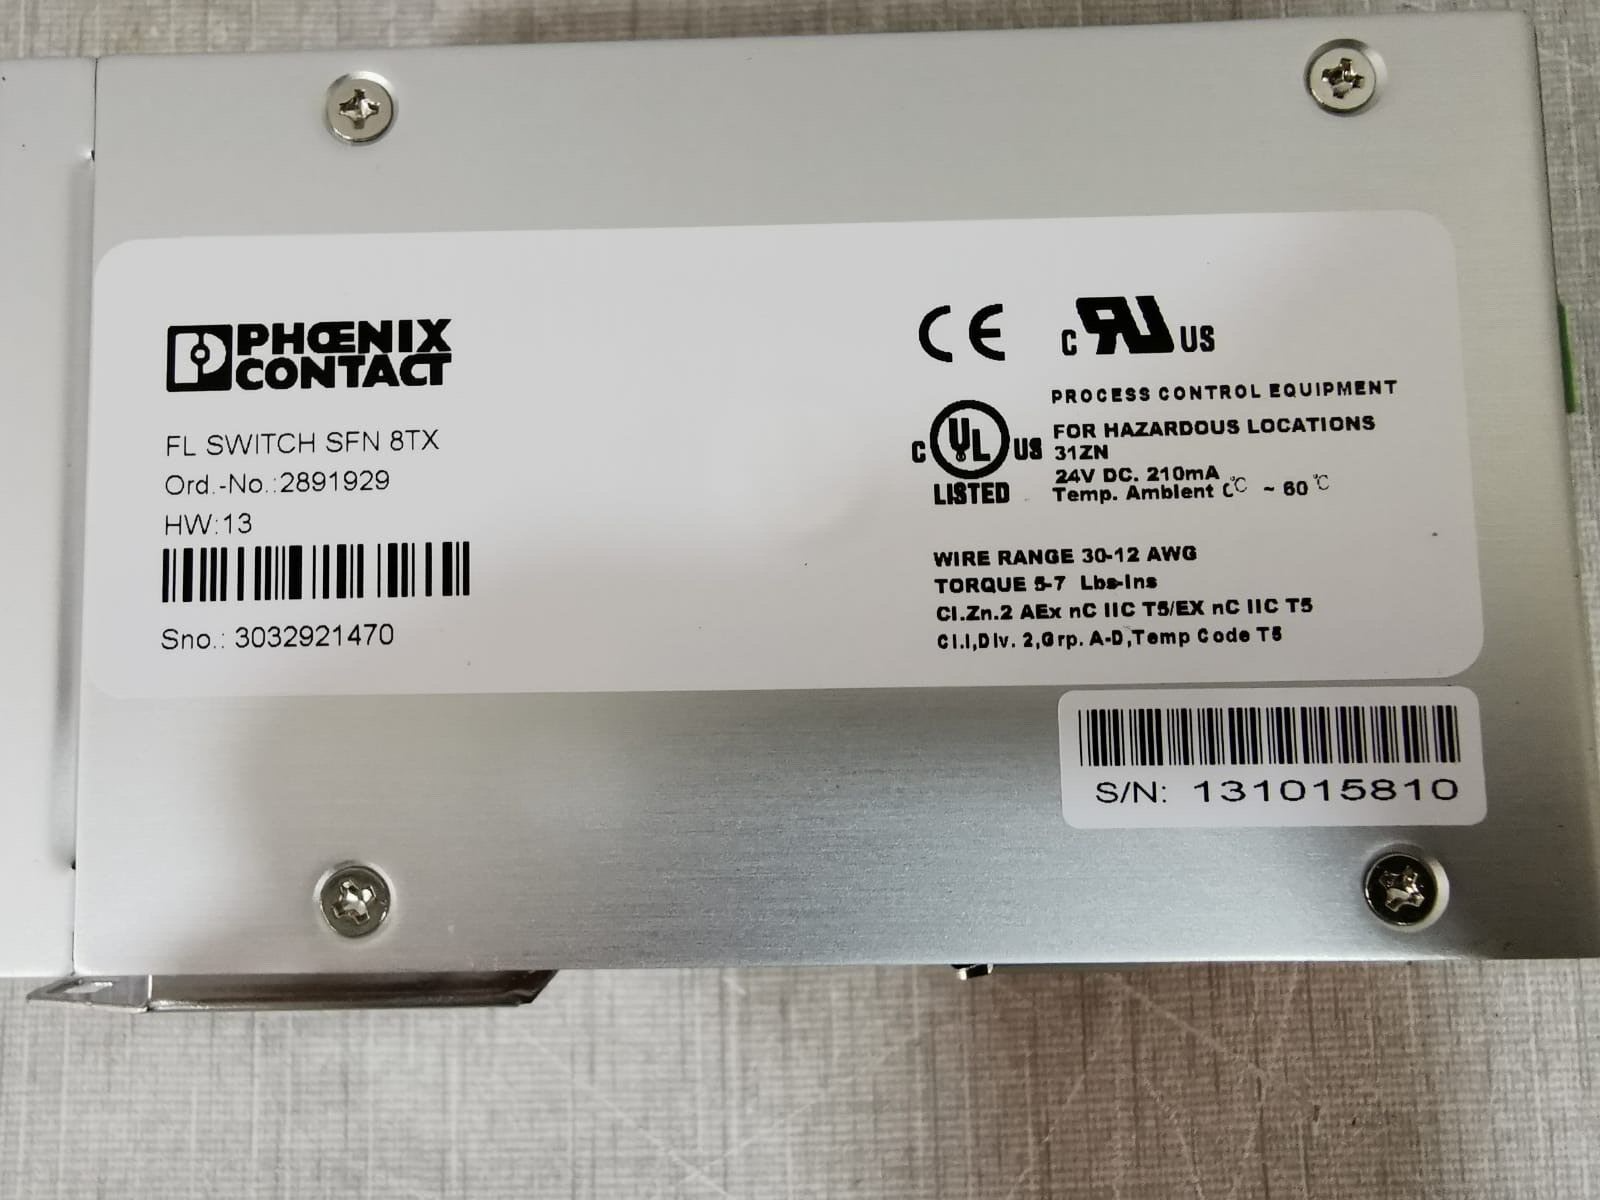 PHŒNIX
CONTACT
FL SWITCH SFN 8TX
Ord.-No.:2891929
HW:13
Sno.: 3032921470
CE
c RU US
PROCESS CONTROL EQUIPMENT
C UL US
LISTED
FOR HAZARDOUS LOCATIONS
31ZN
24V DC. 210mA
Temp. Ambient 0℃ ~ 60℃
WIRE RANGE 30-12 AWG
TORQUE 5-7 Lbs-Ins
Cl.Zn.2 AEx nC IIC T5/EX nC IIC T5
Cl.I,Div. 2,Grp. A-D,Temp Code T5
S/N: 131015810